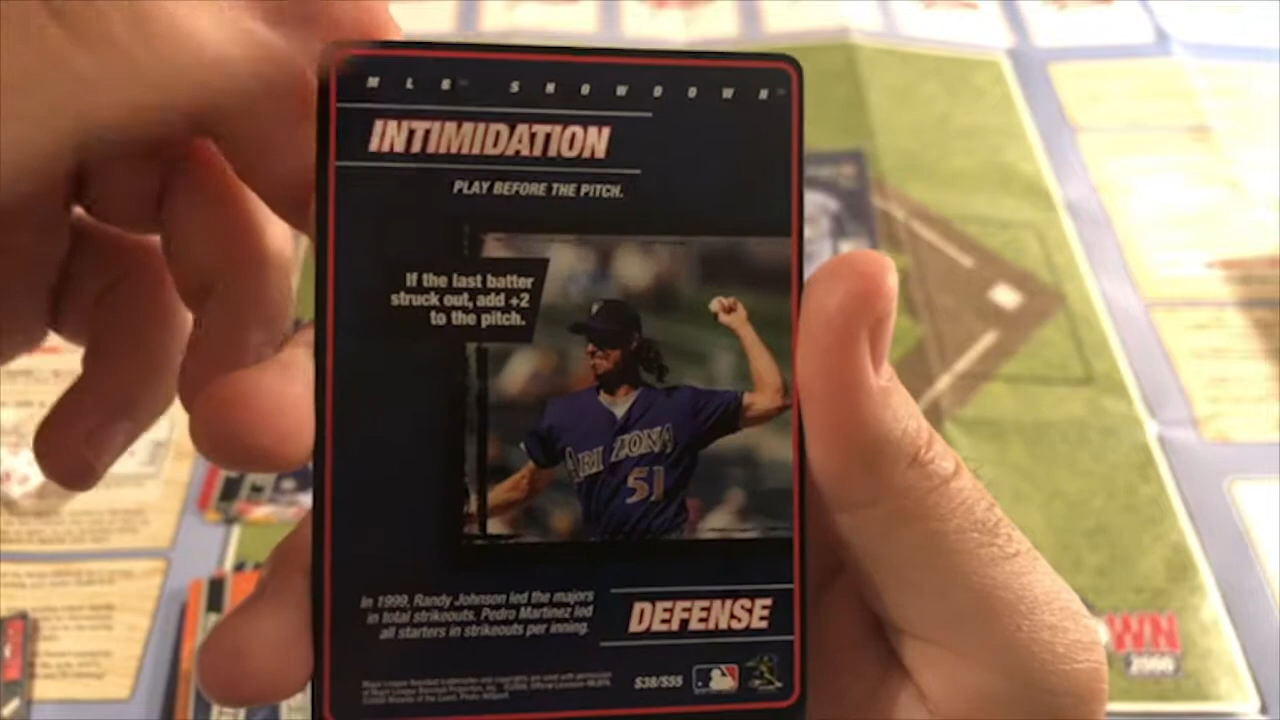 MLB SHOWDOWN
INTIMIDATION
PLAY BEFORE THE PITCH.
If the last batter
struck out, add +2
to the pitch.
ARIZONA
51
In 1999, Randy Johnson led the majors
in total strikeouts. Pedro Martinez led
all starters in strikeouts per inning.
DEFENSE
S38/S55
WN
2000